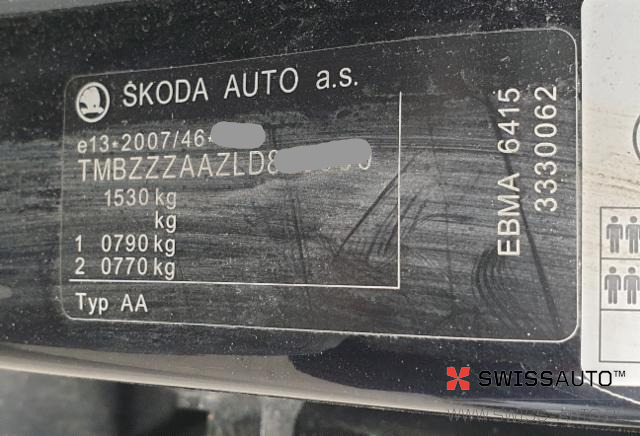 ŠKODA AUTO a.s.
e13*2007/46
TMBZZZAAZLD8
1530 kg
kg
1 0790 kg
2 0770 kg
Typ AA
EBMA 6415
3330062
SWISSAUTO™